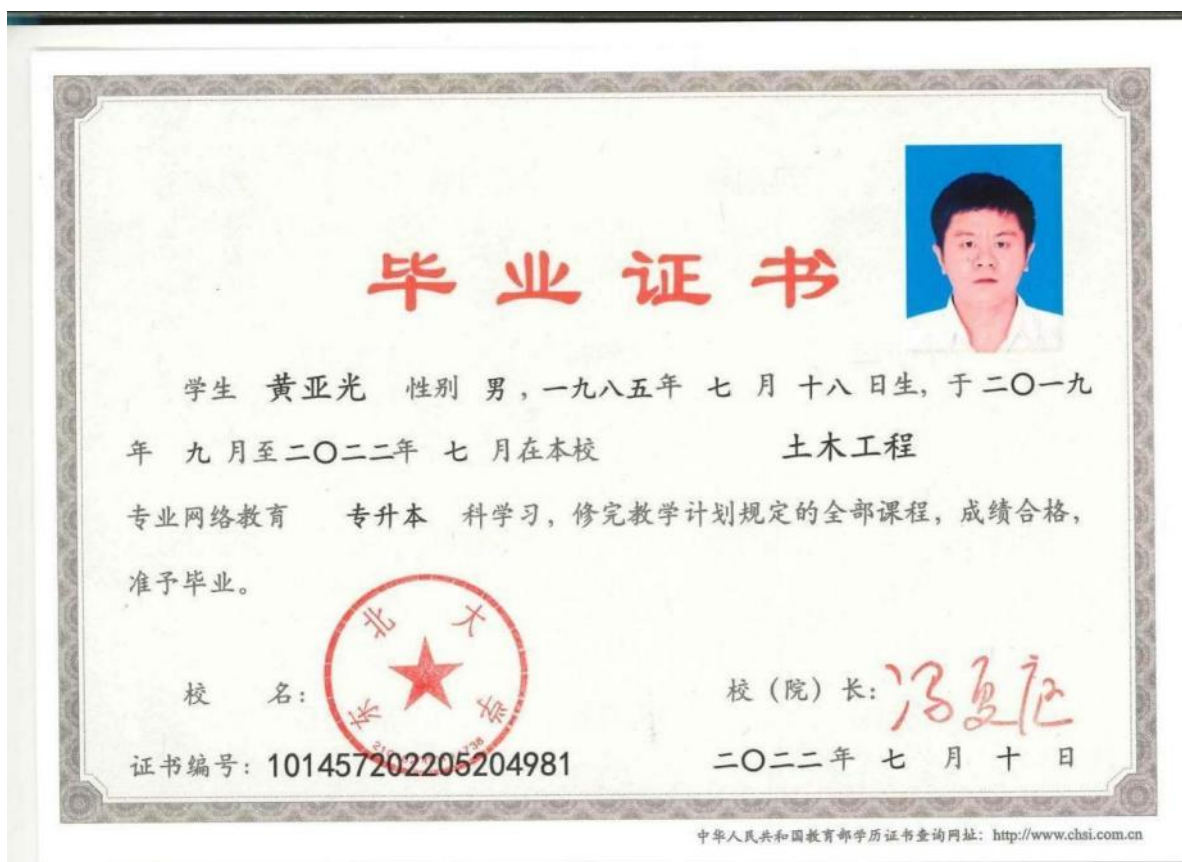 毕业证书
学生 黄亚光 性别 男，一九八五年 七 月 十八 日生，于二〇一九
年 九 月至二〇二二年 七 月在本校 土木工程
专业网络教育 专升本 科学习，修完教学计划规定的全部课程，成绩合格，
准予毕业。
东北大学
校 名：
校（院）长：冯夏庭
证书编号：101457202205204981
二〇二二年 七 月 十 日
中华人民共和国教育部学历证书查询网址：http://www.chsi.com.cn